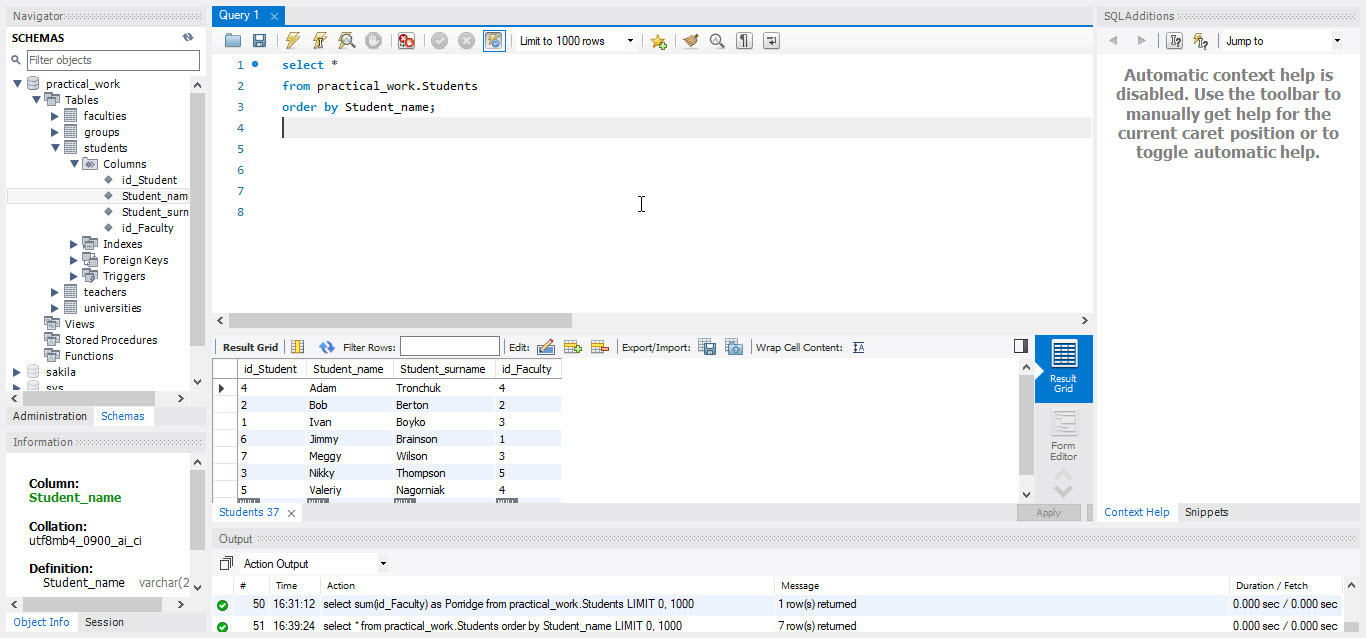 Navigator
SCHEMAS
Filter objects
practical_work
Tables
faculties
groups
students
Columns
id_Student
Student_nam
Student_surn
id_Faculty
Indexes
Foreign Keys
Triggers
teachers
universities
Views
Stored Procedures
Functions
sakila
sys
Administration Schemas
Information
Column:
Student_name
Collation:
utf8mb4_0900_ai_ci
Definition:
Student_name varchar(2
Object Info Session
Query 1
Limit to 1000 rows
1 select *
2 from practical_work.Students
3 order by Student_name;
4
5
6
7
8
Result Grid Filter Rows: Edit: Export/Import: Wrap Cell Content:
id_Student Student_name Student_surname id_Faculty
4 Adam Tronchuk 4
2 Bob Berton 2
1 Ivan Boyko 3
6 Jimmy Brainson 1
7 Meggy Wilson 3
3 Nikky Thompson 5
5 Valeriy Nagorniak 4
NULL NULL NULL NULL
Result
Grid
Form
Editor
Students 37
Apply
SQLAdditions
Jump to
Automatic context help is
disabled. Use the toolbar to
manually get help for the
current caret position or to
toggle automatic help.
Context Help Snippets
Output
Action Output
# Time Action Message Duration / Fetch
50 16:31:12 select sum(id_Faculty) as Porridge from practical_work.Students LIMIT 0, 1000 1 row(s) returned 0.000 sec / 0.000 sec
51 16:39:24 select * from practical_work.Students order by Student_name LIMIT 0, 1000 7 row(s) returned 0.000 sec / 0.000 sec